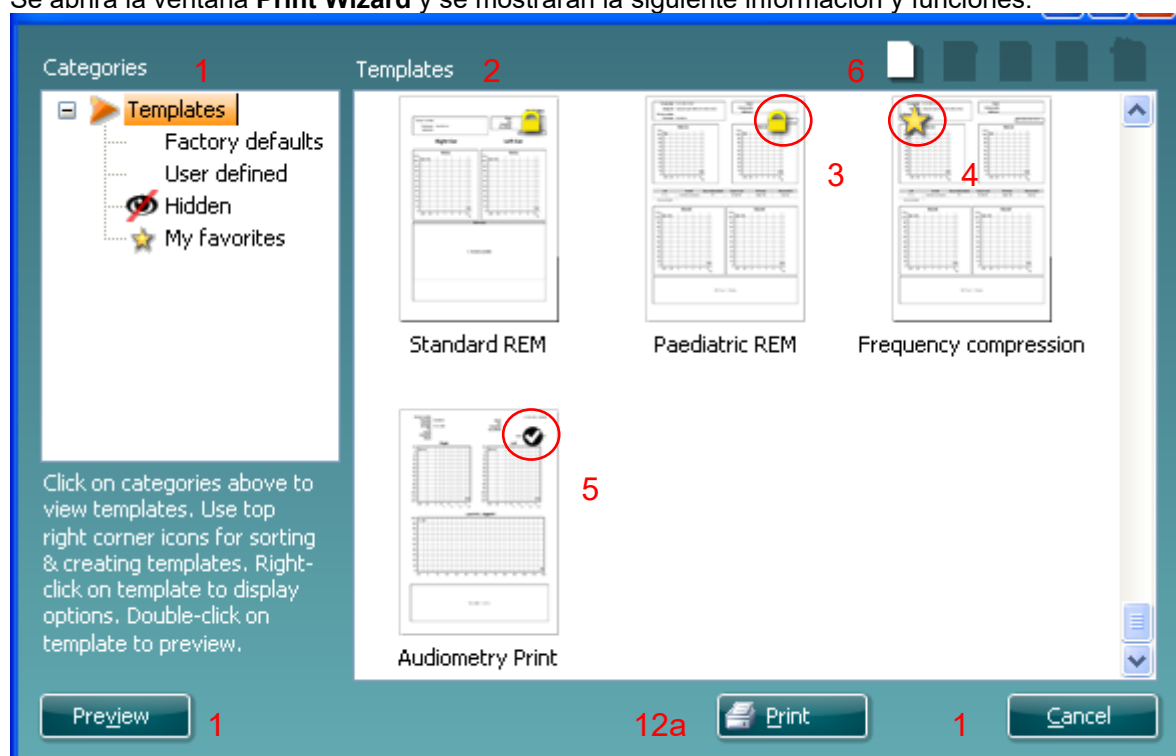 Se abrirá la ventana Print Wizard y se mostrarán la siguiente información y funciones:
Categories 1
Templates 2
6
Templates
Factory defaults
User defined
Hidden
My favorites
3
4
Standard REM
Paediatric REM
Frequency compression
5
Audiometry Print
Click on categories above to
view templates. Use top
right corner icons for sorting
& creating templates. Right-
click on template to display
options. Double-click on
template to preview.
Preview 1
12a Print
1 Cancel